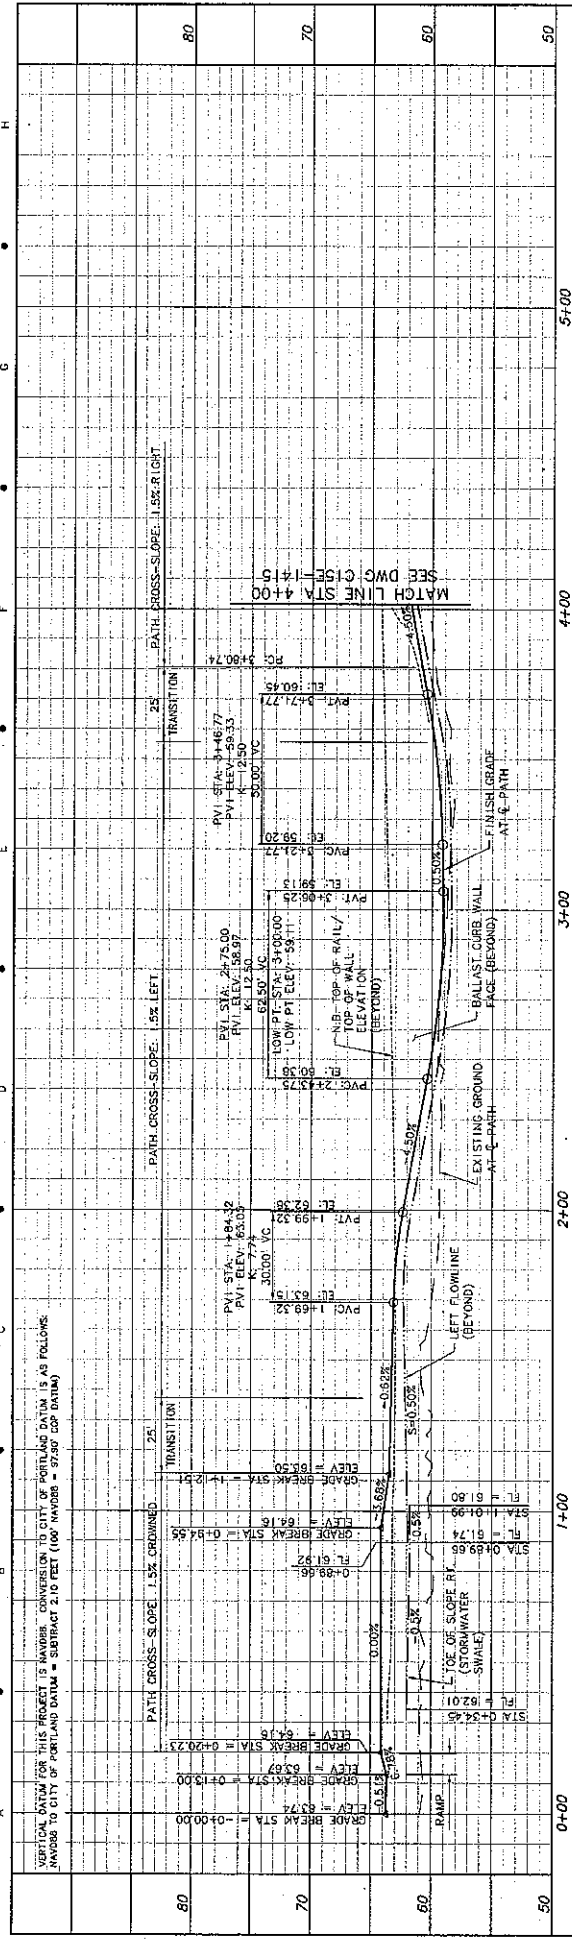 A
B
C
D
E
F
G
H
VERTICAL DATUM FOR THIS PROJECT IS NAVD88. CONVERSION TO CITY OF PORTLAND DATUM IS AS FOLLOWS:
NAVD88 TO CITY OF PORTLAND DATUM = SUBTRACT 2.10 FEET (100' NAVD88 = 97.90' COP DATUM)
PATH CROSS-SLOPE: 1.5% CROWNED
25'
TRANSITION
PATH CROSS-SLOPE: 1.5% LEFT
25'
TRANSITION
PATH CROSS-SLOPE: 1.5% RIGHT
80
80
70
70
60
60
50
50
GRADE BREAK STA = -0+00.00
ELEV = 63.74
GRADE BREAK STA = 0+13.00
ELEV = 63.67
GRADE BREAK STA = 0+20.23
ELEV = 64.16
GRADE BREAK STA = 0+94.55
ELEV = 64.16
GRADE BREAK STA = 1+12.51
ELEV = 63.50
PVI STA: 1+84.32
PVI ELEV: 63.05
K: 7.74
30.00' VC
PVC: 1+69.32
EL: 63.15
PVT: 1+99.32
EL: 62.36
PVI STA: 2+75.00
PVI ELEV: 58.97
K: 12.50
62.50' VC
LOW PT. STA: 3+00.00
LOW PT ELEV: 59.11
PVC: 2+43.75
EL: 60.38
PVT: 3+06.25
EL: 59.13
PVI STA: 3+46.77
PVI ELEV: 59.33
K: 12.50
50.00' VC
PVC: 3+21.77
EL: 59.20
PVT: 3+71.77
EL: 60.45
PC: 3+80.74
MATCH LINE STA 4+00
SEE DWG C15E-1415
-0.51%
6.78%
0.00%
-3.68%
-0.62%
-4.50%
0.50%
4.50%
RAMP
STA 0+34.45
FL = 62.01
TOE OF SLOPE RT.
(STORMWATER
SWALE)
-0.5%
-0.5%
0+89.66
FL 61.92
STA 0+89.65
FL = 61.74
STA 1+01.99
FL = 61.80
S=0.50%
LEFT FLOWLINE
(BEYOND)
EXISTING GROUND
AT ℄ PATH
N.B. TOP OF RAIL/
TOP OF WALL
ELEVATION
(BEYOND)
BALLAST CURB WALL
FACE (BEYOND)
FINISH GRADE
AT ℄ PATH
0+00
1+00
2+00
3+00
4+00
5+00